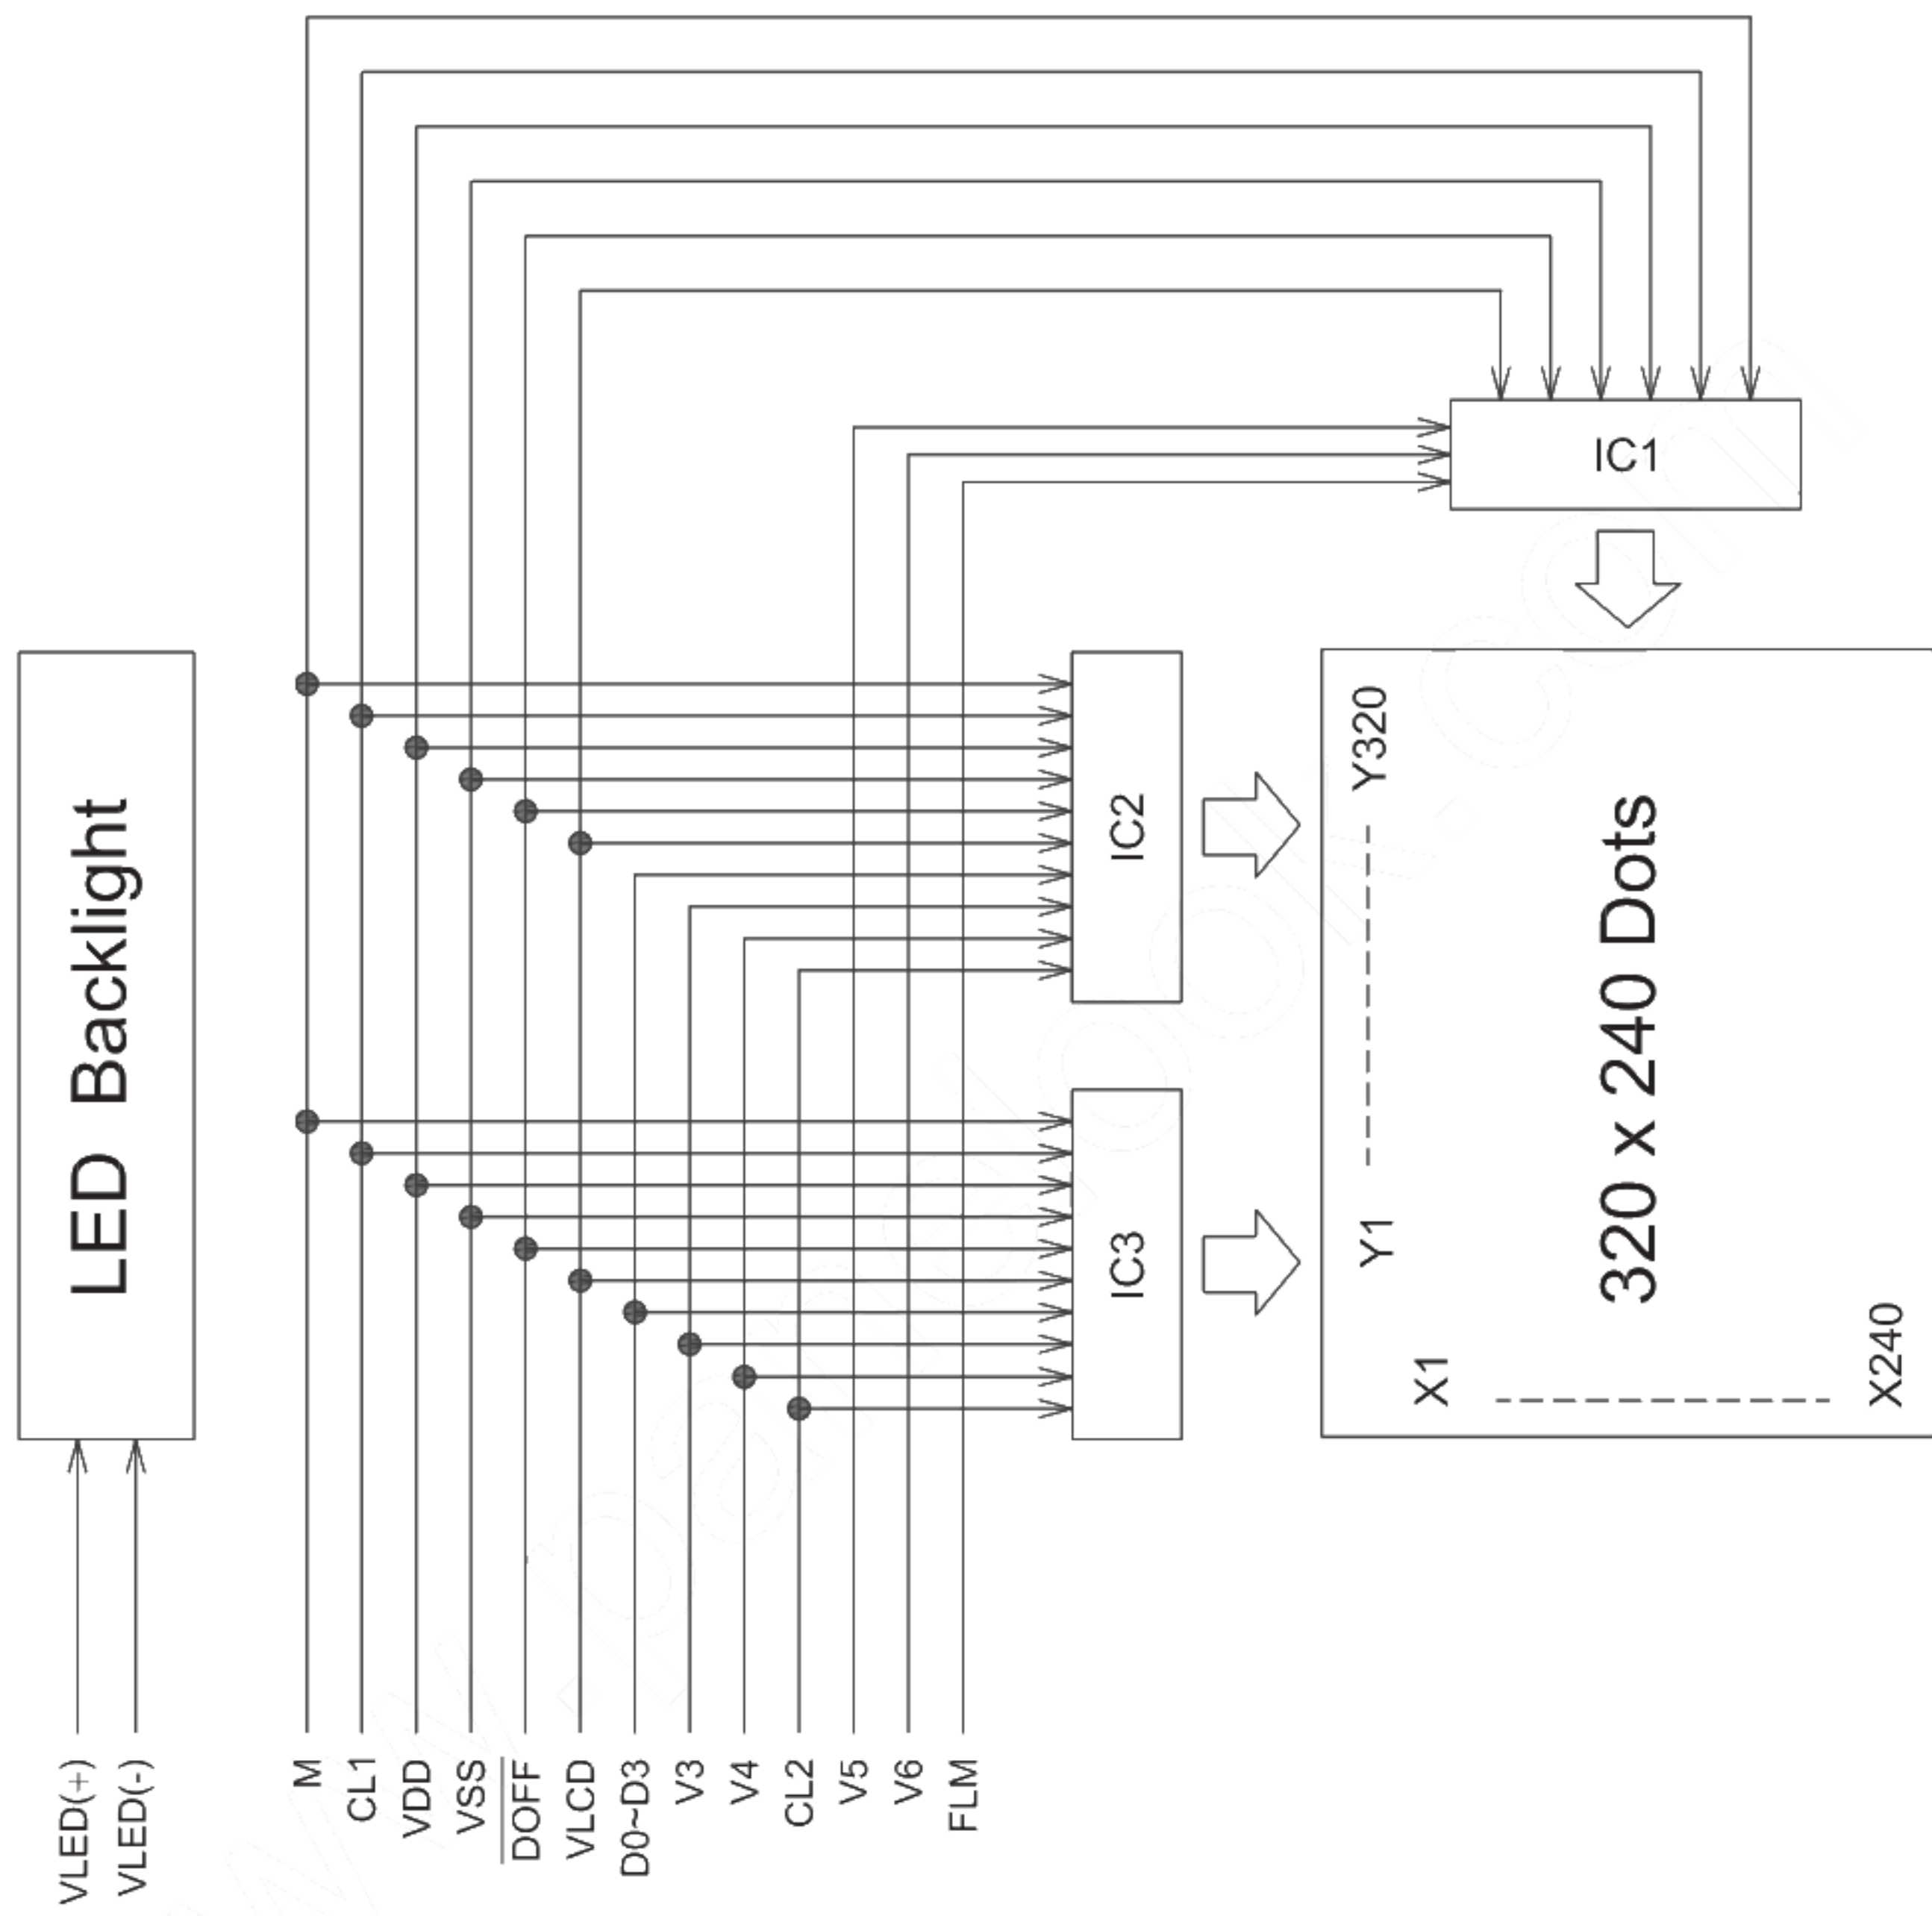 LED Backlight
VLED(+)
VLED(-)
M
CL1
VDD
VSS
DOFF
VLCD
D0~D3
V3
V4
CL2
V5
V6
FLM
IC1
IC2
IC3
Y1
Y320
X1
X240
320 x 240 Dots